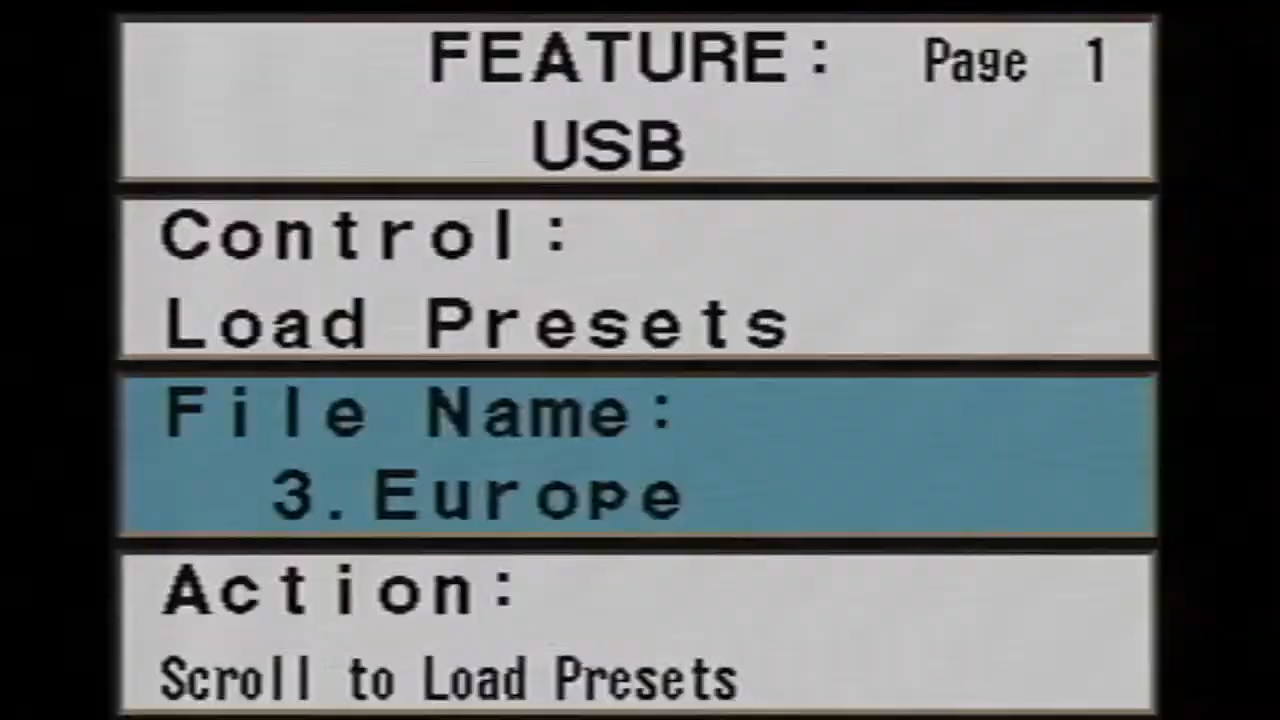 FEATURE: Page 1
USB
Control:
Load Presets
File Name:
3.Europe
Action:
Scroll to Load Presets